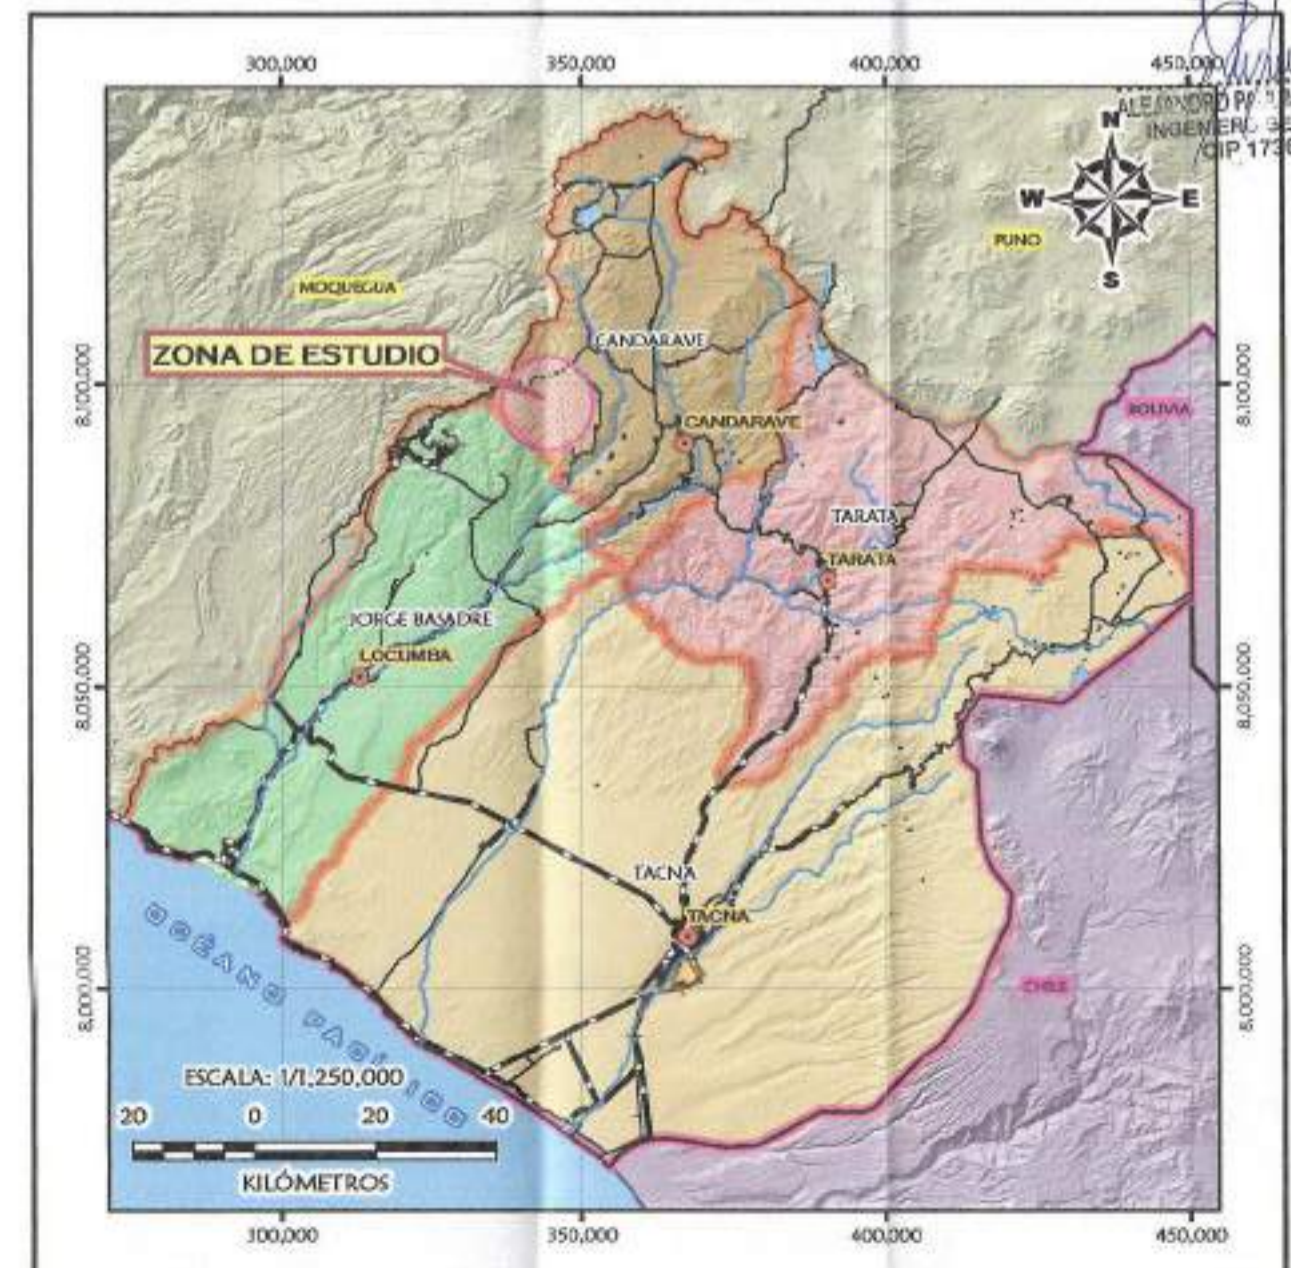 300,000 350,000 400,000 450,000
N
W E
S
PUNO
MOQUEGUA
ZONA DE ESTUDIO
CANDARAVE
8,100,000 8,100,000
BOLIVIA
CANDARAVE
TARATA
TARATA
JORGE BASADRE
LOCUMBA
8,050,000 8,050,000
TACNA
TACNA
OCÉANO PACÍFICO
8,000,000 8,000,000
CHILE
ESCALA: 1/1,250,000
20 0 20 40
KILÓMETROS
300,000 350,000 400,000 450,000